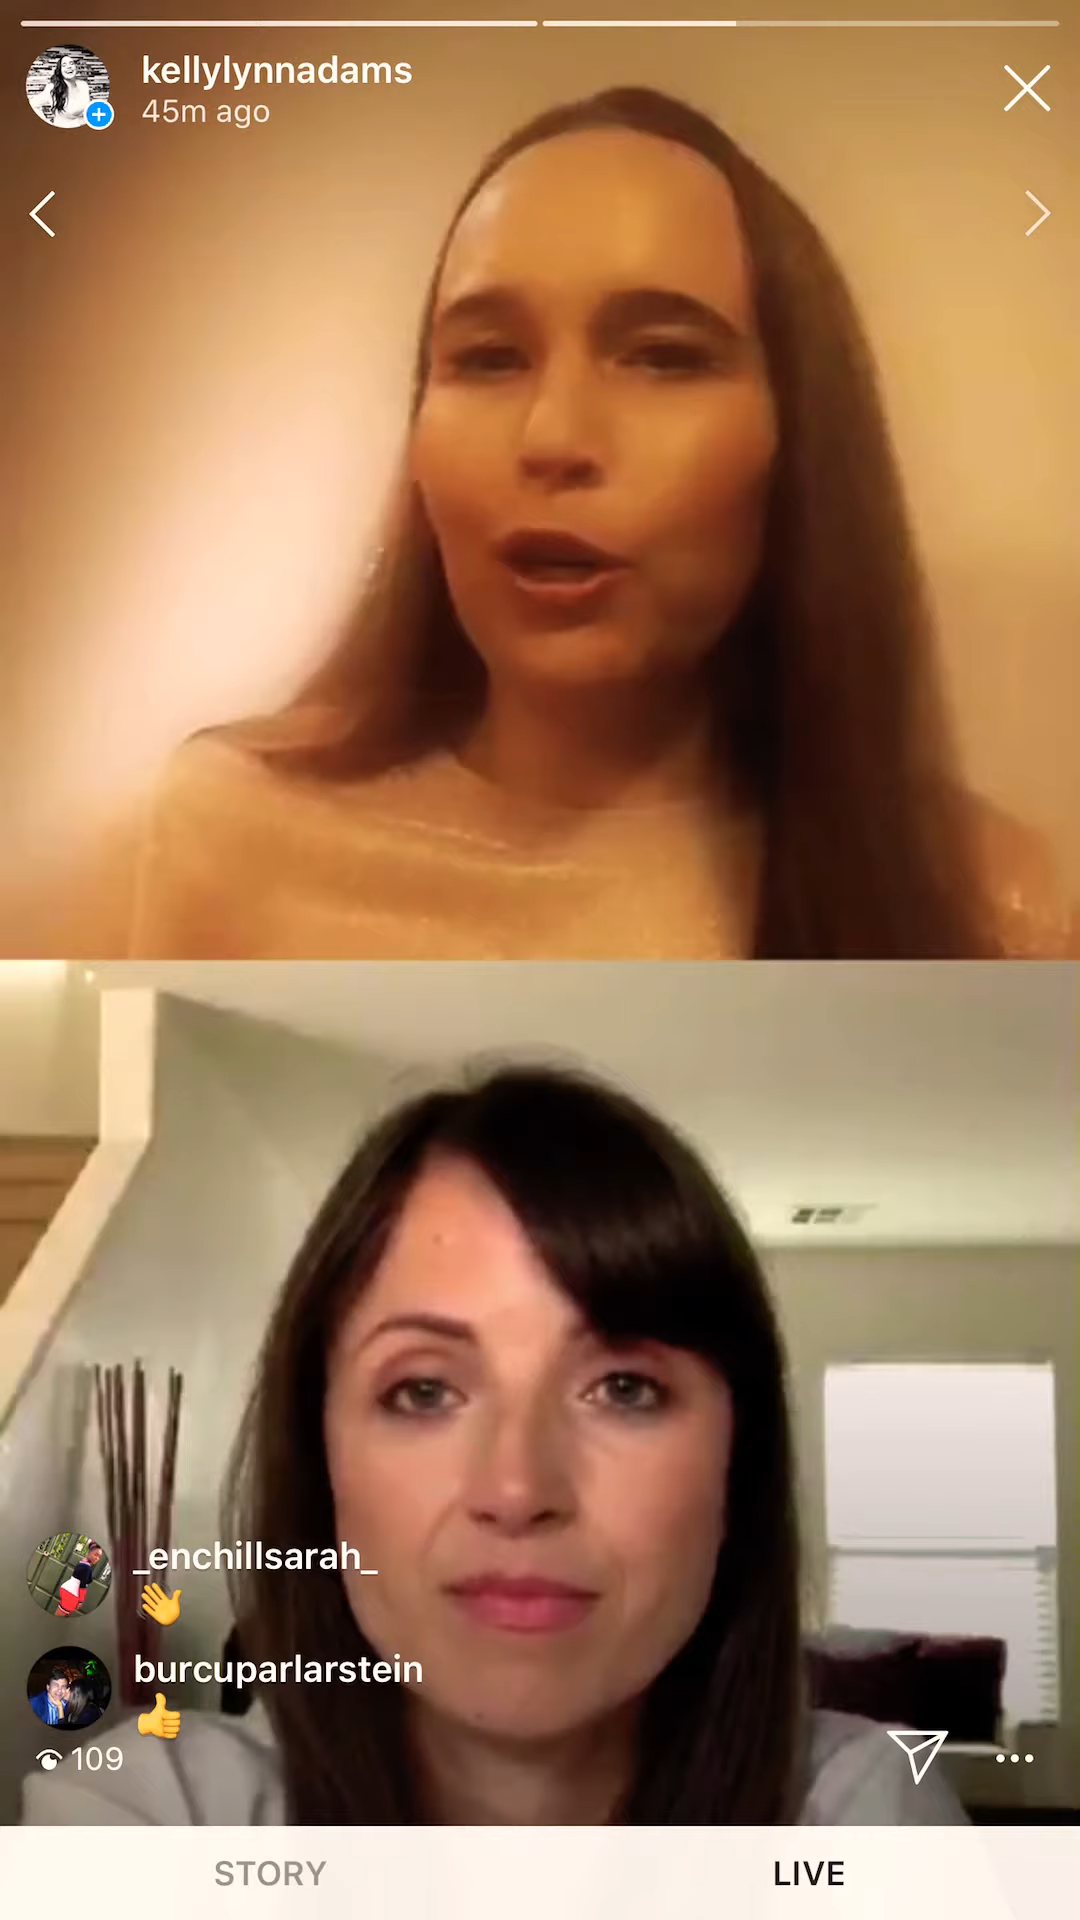 kellylynnadams
45m ago
_enchillsarah_
👋
burcuparlarstein
👍
109
STORY
LIVE